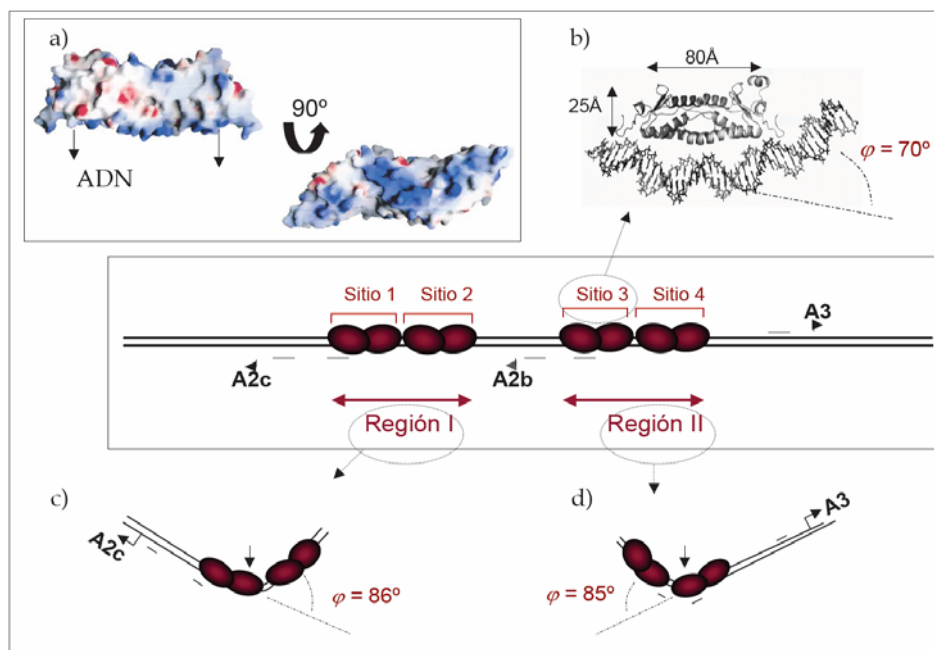 a)
90º
ADN
b)
80Å
25Å
φ = 70º
Sitio 1
Sitio 2
Sitio 3
Sitio 4
A3
A2c
A2b
Región I
Región II
c)
A2c
φ = 86º
d)
A3
φ = 85º